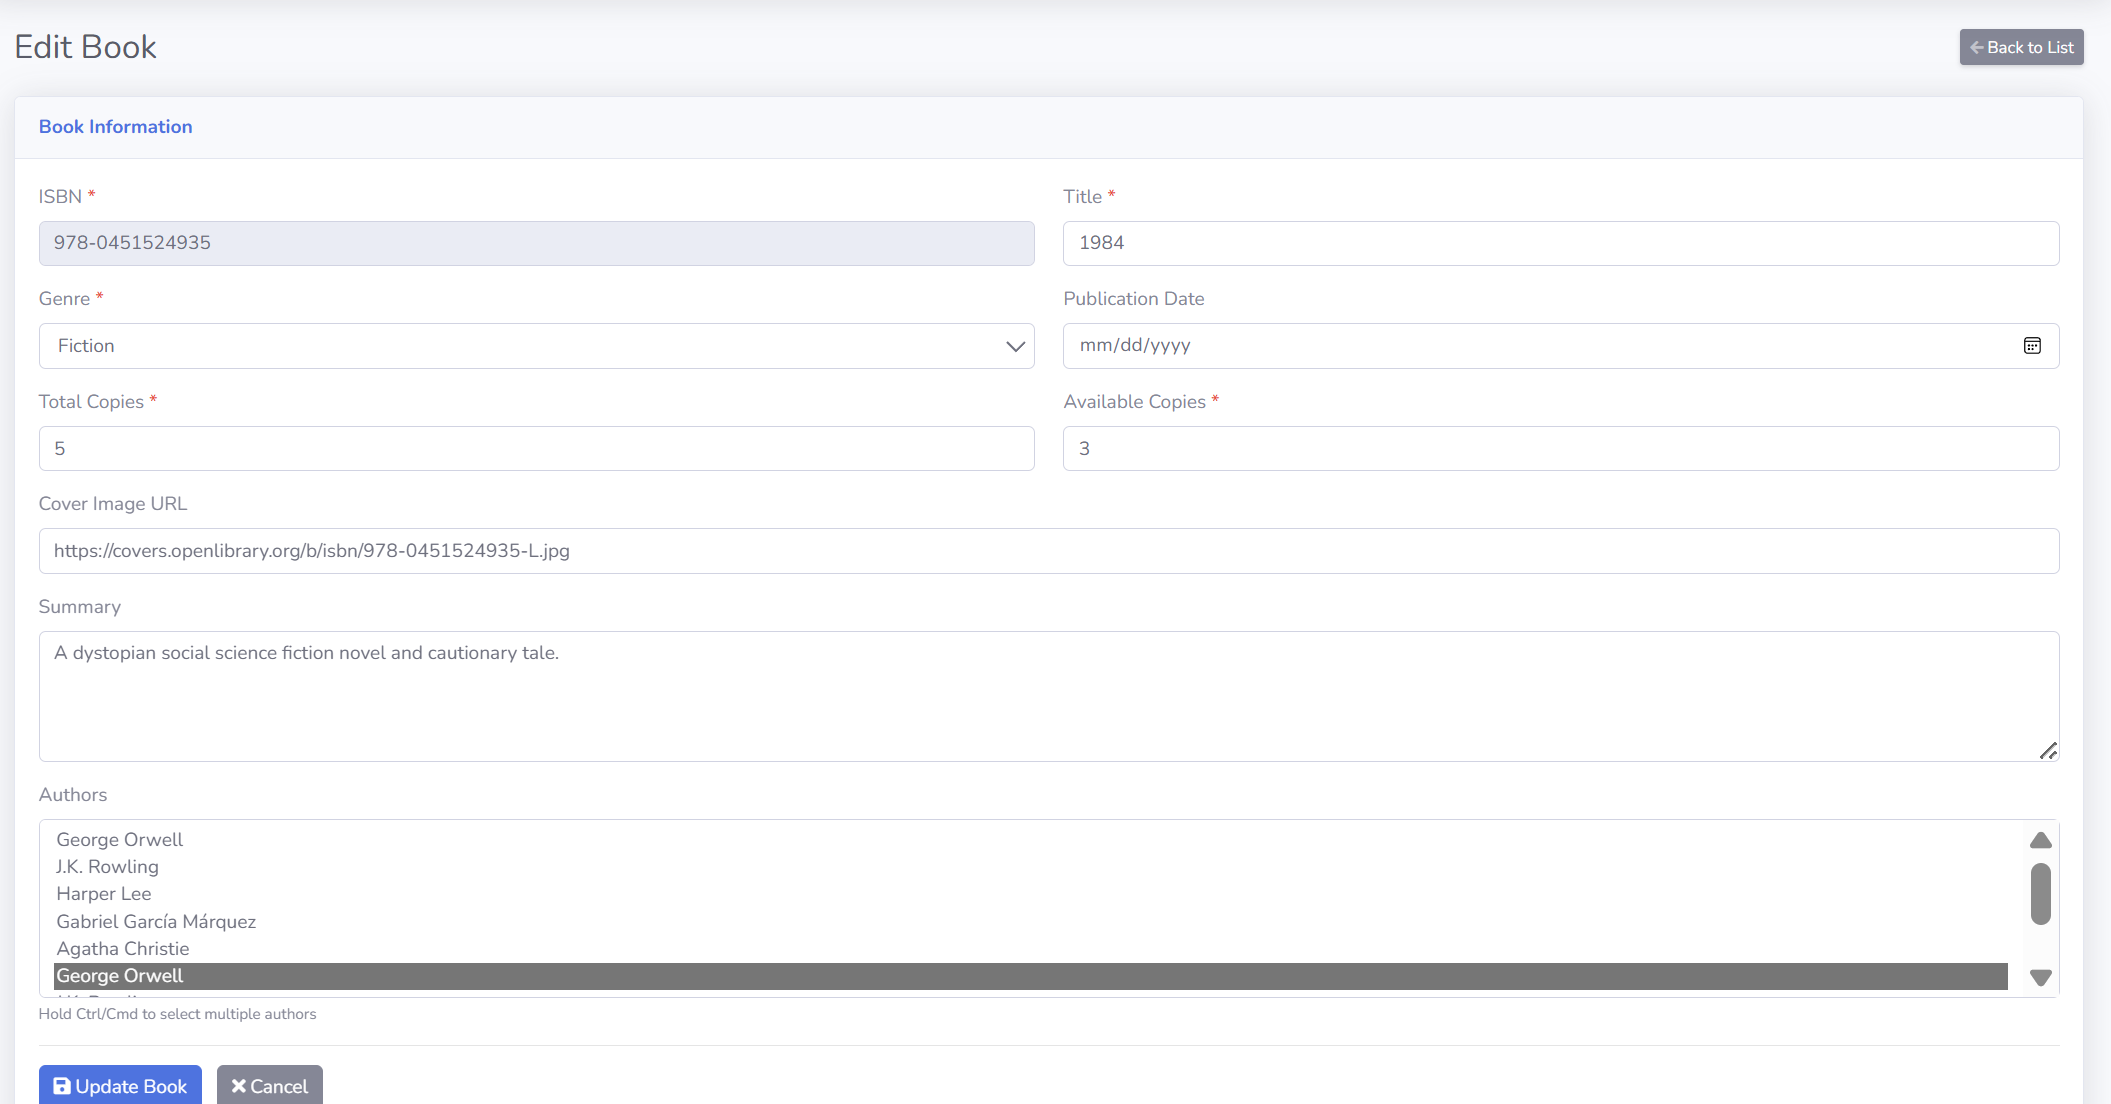 Edit Book
Back to List
Book Information
ISBN *
Title *
978-0451524935
1984
Genre *
Publication Date
Fiction
mm/dd/yyyy
Total Copies *
Available Copies *
5
3
Cover Image URL
https://covers.openlibrary.org/b/isbn/978-0451524935-L.jpg
Summary
A dystopian social science fiction novel and cautionary tale.
Authors
George Orwell
J.K. Rowling
Harper Lee
Gabriel García Márquez
Agatha Christie
George Orwell
Hold Ctrl/Cmd to select multiple authors
Update Book
Cancel